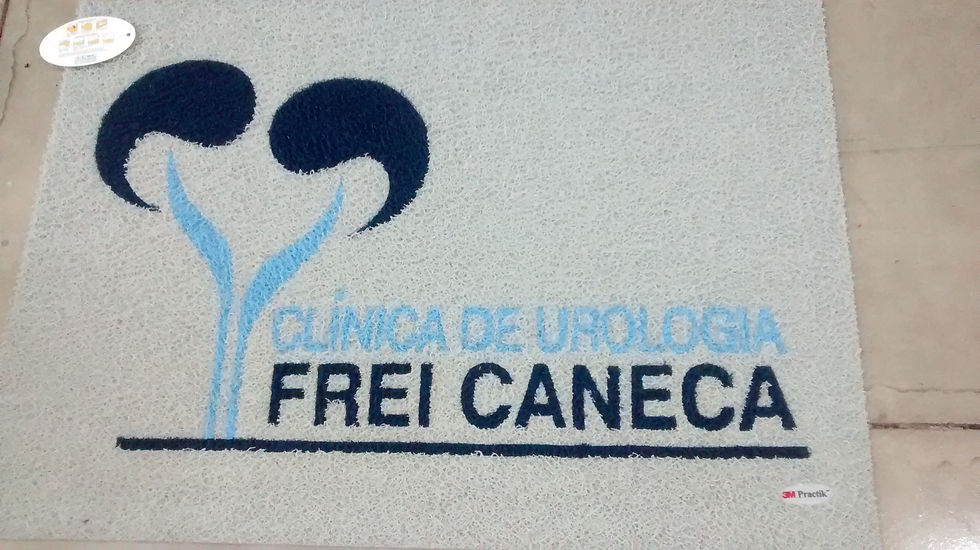 CLÍNICA DE UROLOGIA
FREI CANECA
3M Practik